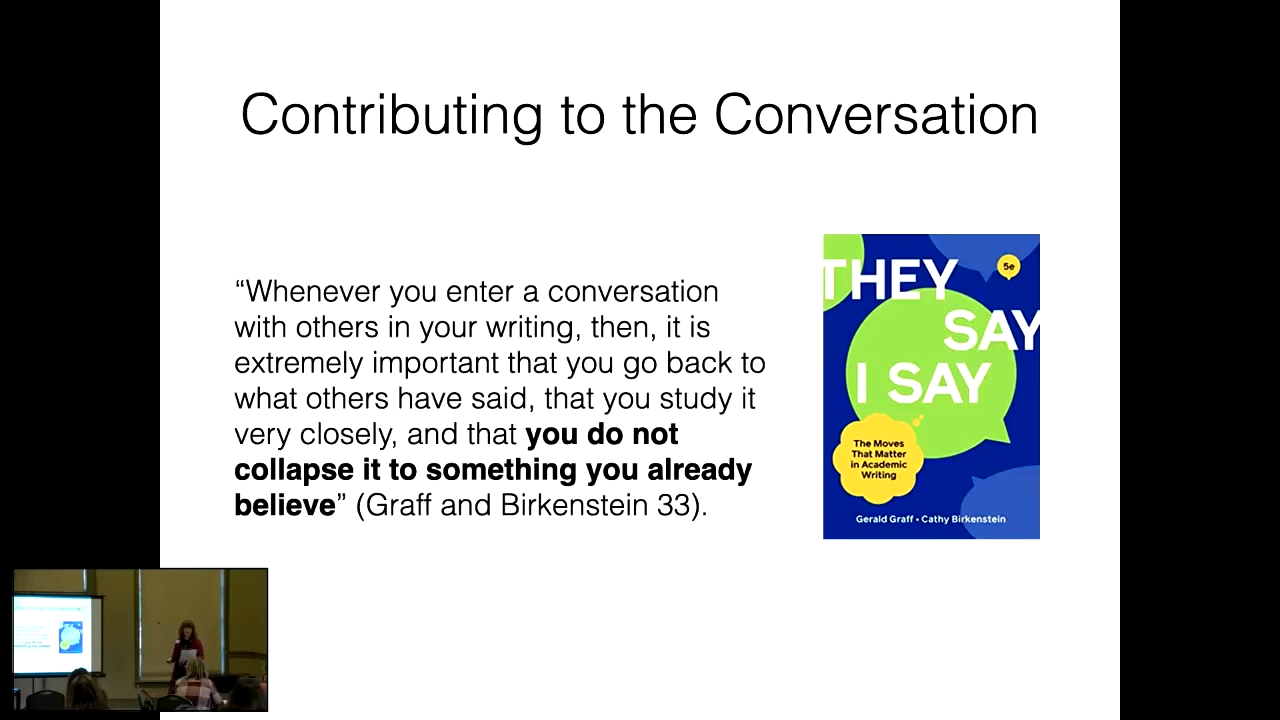 Contributing to the Conversation
“Whenever you enter a conversation
with others in your writing, then, it is
extremely important that you go back to
what others have said, that you study it
very closely, and that you do not
collapse it to something you already
believe” (Graff and Birkenstein 33).
THEY
5e
SAY
I SAY
The Moves
That Matter
in Academic
Writing
Gerald Graff • Cathy Birkenstein